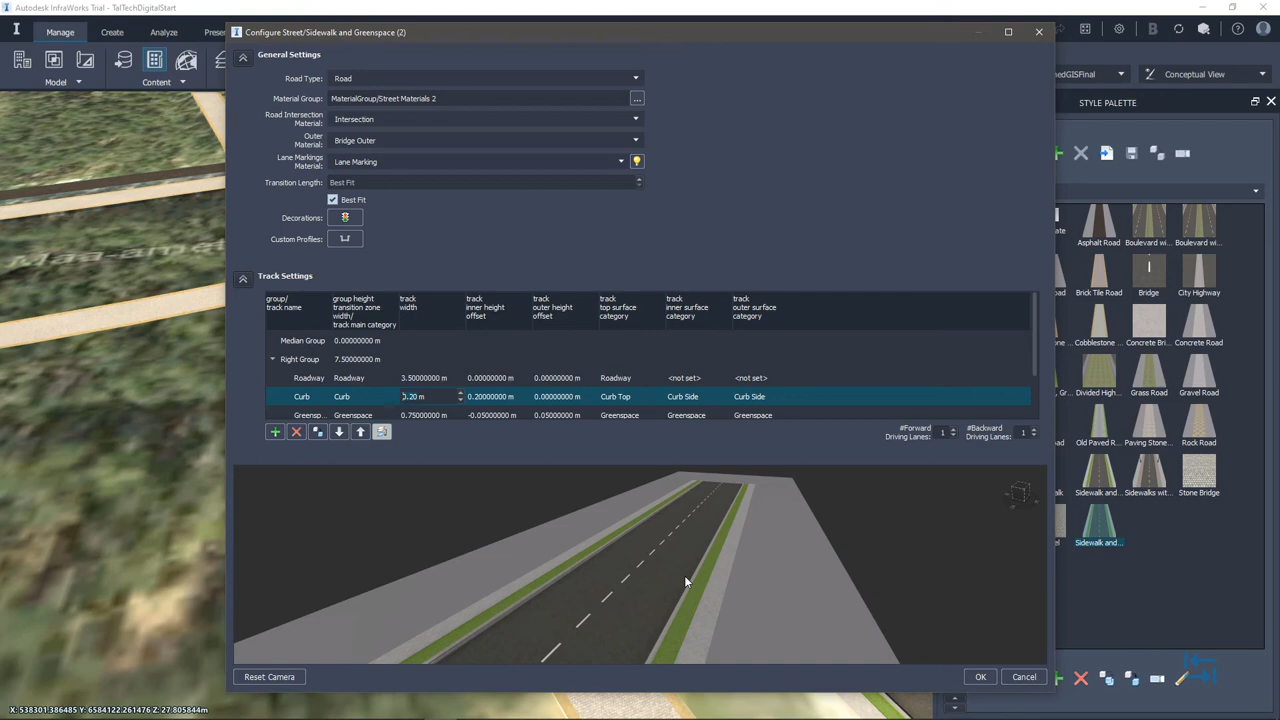 Autodesk InfraWorks Trial - TalTechDigitalStart
Manage Create Analyze
Model Content
Configure Street/Sidewalk and Greenspace (2)
General Settings
Road Type: Road
Material Group: MaterialGroup/Street Materials 2 ...
Road Intersection Material: Intersection
Outer Material: Bridge Outer
Lane Markings Material: Lane Marking
Transition Length: Best Fit
Best Fit
Decorations:
Custom Profiles:
Track Settings
group/ track name
group height transition zone width/ track main category
track width
track inner height offset
track outer height offset
track top surface category
track inner surface category
track outer surface category
Median Group 0.00000000 m
Right Group 7.50000000 m
Roadway Roadway 3.50000000 m 0.00000000 m 0.00000000 m Roadway <not set> <not set>
Curb Curb 0.20 m 0.20000000 m 0.00000000 m Curb Top Curb Side Curb Side
Greensp... Greenspace 0.75000000 m -0.05000000 m 0.05000000 m Greenspace Greenspace Greenspace
#Forward Driving Lanes: 1
#Backward Driving Lanes: 1
Reset Camera OK Cancel
Conceptual View
STYLE PALETTE
Asphalt Road Boulevard wi... Boulevard wi...
Brick Tile Road Bridge City Highway
Cobblestone ... Concrete Bri... Concrete Road
Divided High... Grass Road Gravel Road
Old Paved R... Paving Stone... Rock Road
Sidewalk and... Sidewalks wit... Stone Bridge
Sidewalk and...
X: 538301.386485 Y: 6584122.261476 Z: 27.805844 m